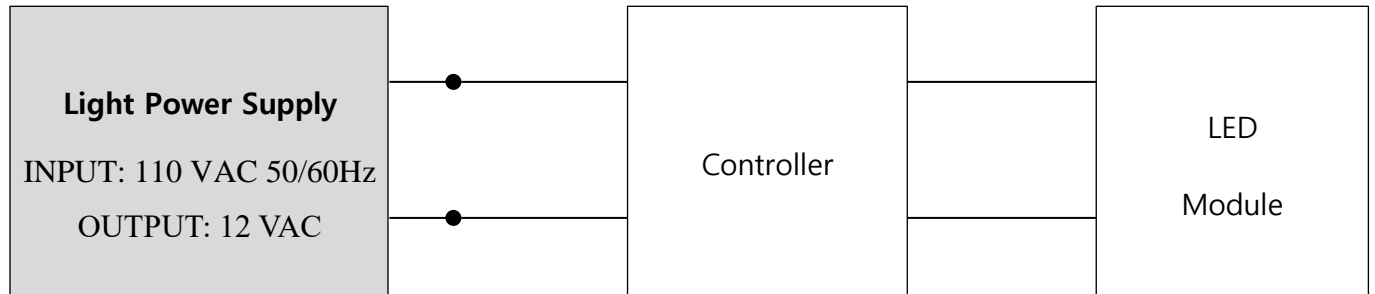 Light Power Supply
INPUT: 110 VAC 50/60Hz
OUTPUT: 12 VAC
Controller
LED
Module